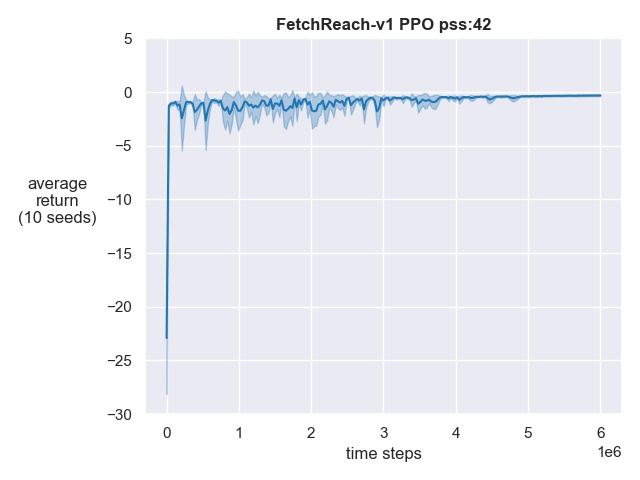 FetchReach-v1 PPO pss:42
5
0
−5
−10
−15
−20
−25
−30
average
return
(10 seeds)
0 1 2 3 4 5 6
1e6
time steps